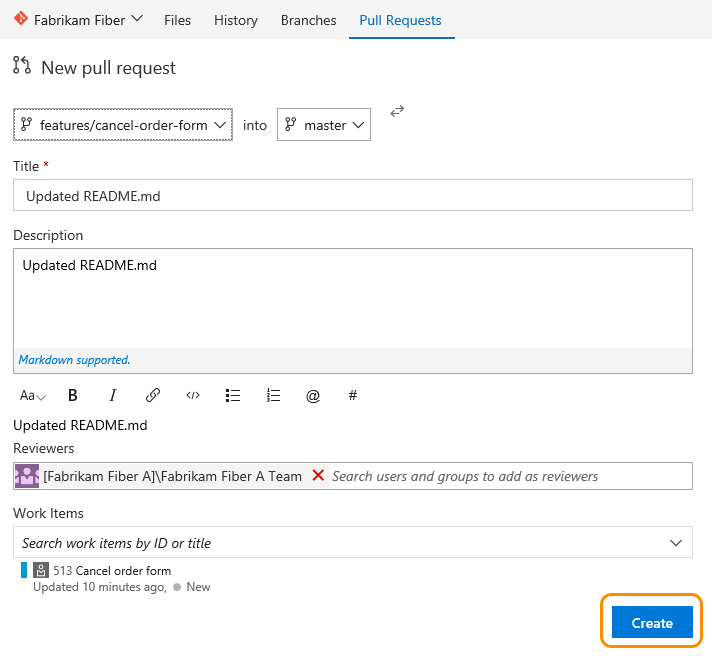 Fabrikam Fiber Files History Branches Pull Requests
New pull request
features/cancel-order-form into master
Title *
Updated README.md
Description
Updated README.md
Markdown supported.
Aa B I </> @ #
Updated README.md
Reviewers
[Fabrikam Fiber A]\Fabrikam Fiber A Team Search users and groups to add as reviewers
Work Items
Search work items by ID or title
513 Cancel order form
Updated 10 minutes ago, New
Create